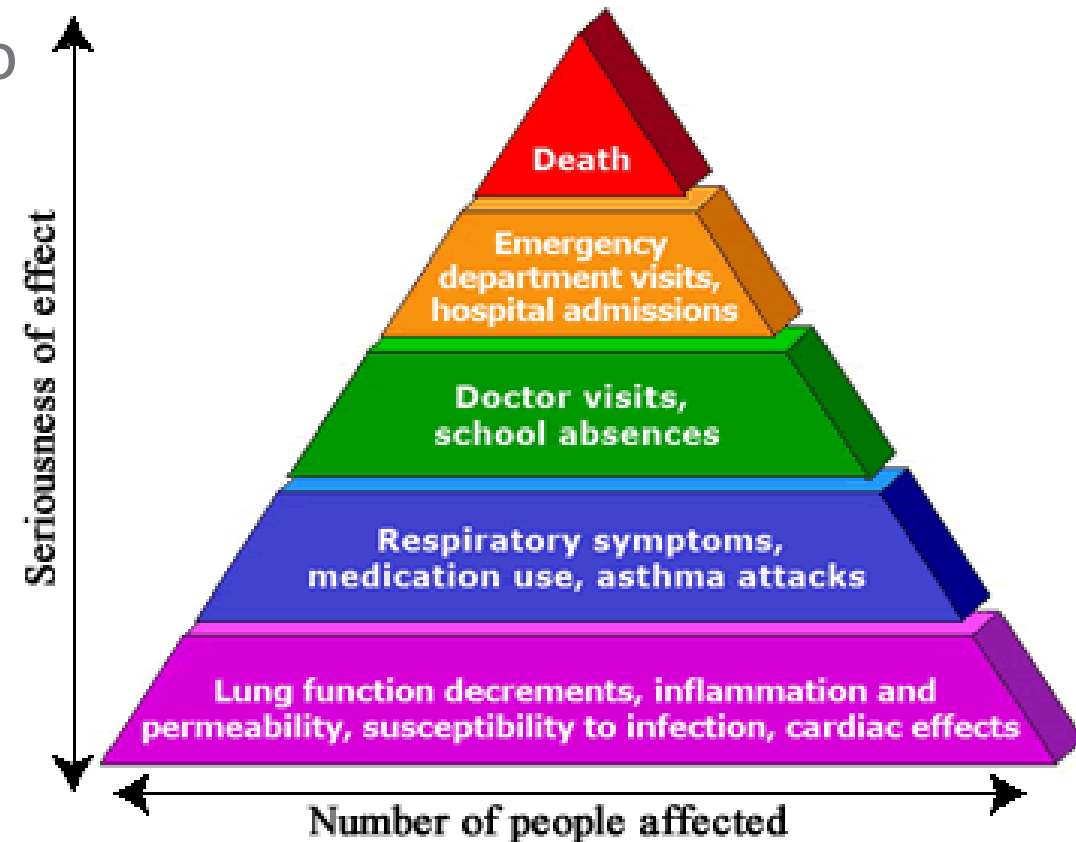 Seriousness of effect
Death
Emergency
department visits,
hospital admissions
Doctor visits,
school absences
Respiratory symptoms,
medication use, asthma attacks
Lung function decrements, inflammation and
permeability, susceptibility to infection, cardiac effects
Number of people affected